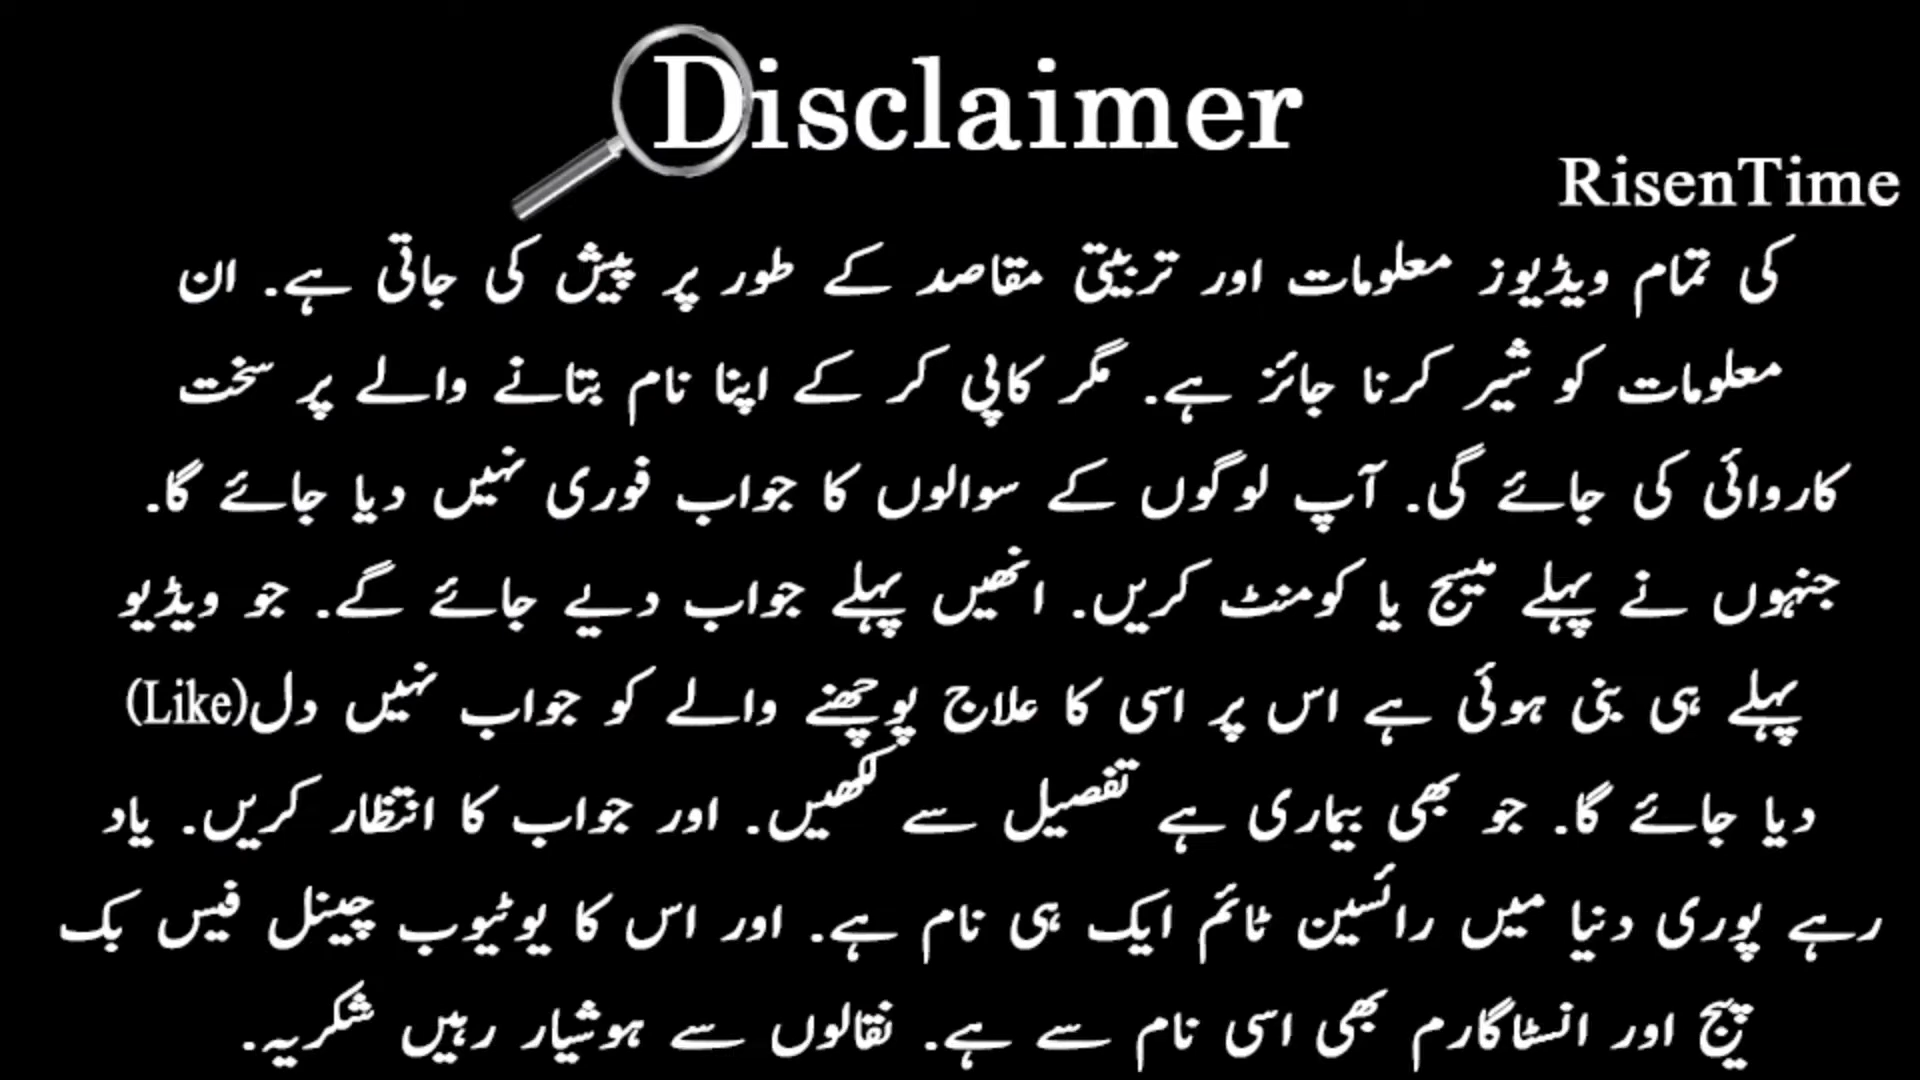 Disclaimer
RisenTime
کی تمام ویڈیوز معلومات اور تربیتی مقاصد کے طور پر پیش کی جاتی ہے. ان
معلومات کو شیر کرنا جائز ہے. مگر کاپی کر کے اپنا نام بتانے والے پر سخت
کاروائی کی جائے گی. آپ لوگوں کے سوالوں کا جواب فوری نہیں دیا جائے گا.
جنہوں نے پہلے میسج یا کومنٹ کریں. انھیں پہلے جواب دیے جائے گے. جو ویڈیو
پہلے ہی بنی ہوئی ہے اس پر اسی کا علاج پوچھنے والے کو جواب نہیں دل(Like)
دیا جائے گا. جو بھی بیماری ہے تفصیل سے لکھیں. اور جواب کا انتظار کریں. یاد
رہے پوری دنیا میں رائسین ٹائم ایک ہی نام ہے. اور اس کا یوٹیوب چینل فیس بک
پیج اور انسٹاگارم بھی اسی نام سے ہے. نقالوں سے ہوشیار رہیں شکریہ.